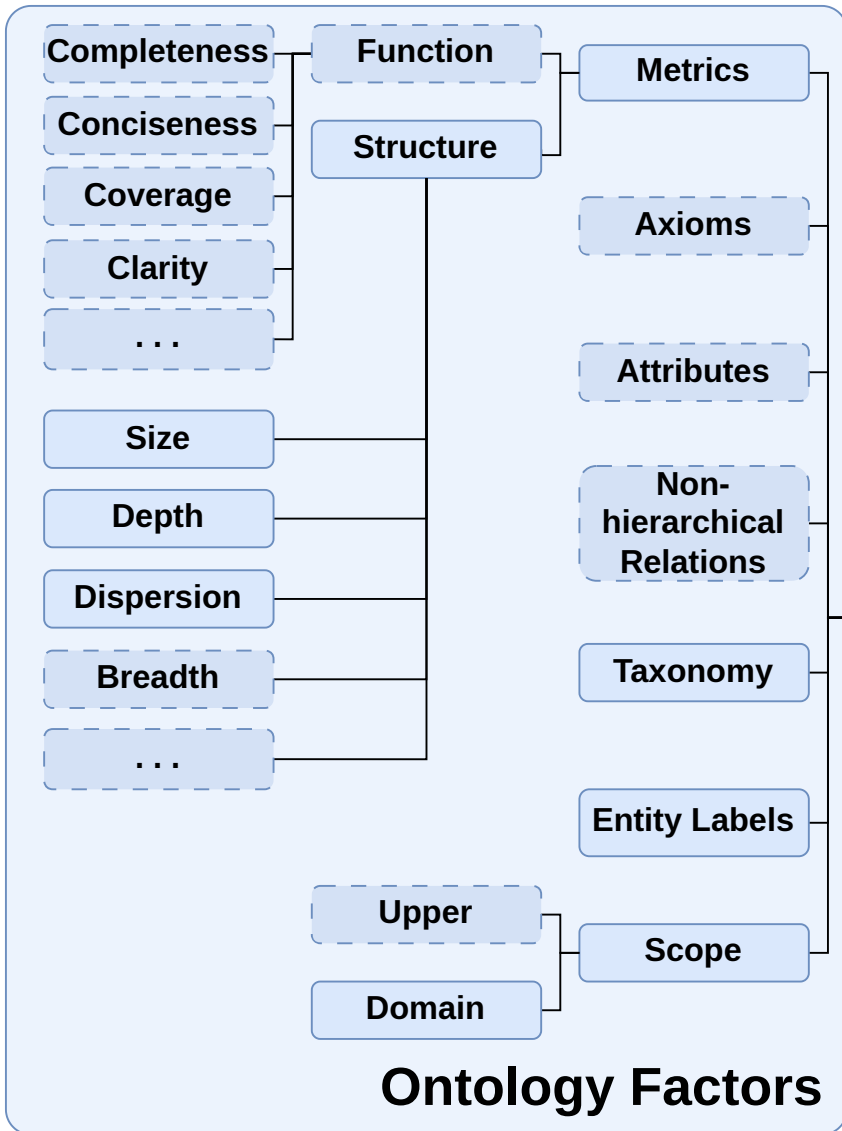 Completeness
Function
Metrics
Conciseness
Structure
Coverage
Axioms
Clarity
. . .
Attributes
Size
Non-
hierarchical
Relations
Depth
Dispersion
Breadth
Taxonomy
. . .
Entity Labels
Upper
Scope
Domain
Ontology Factors